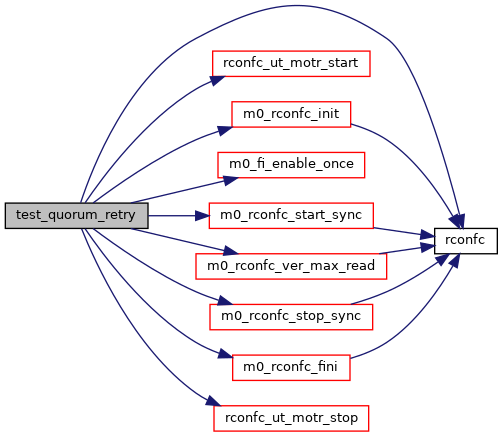 rconfc_ut_motr_start
m0_rconfc_init
m0_fi_enable_once
test_quorum_retry
m0_rconfc_start_sync
rconfc
m0_rconfc_ver_max_read
m0_rconfc_stop_sync
m0_rconfc_fini
rconfc_ut_motr_stop